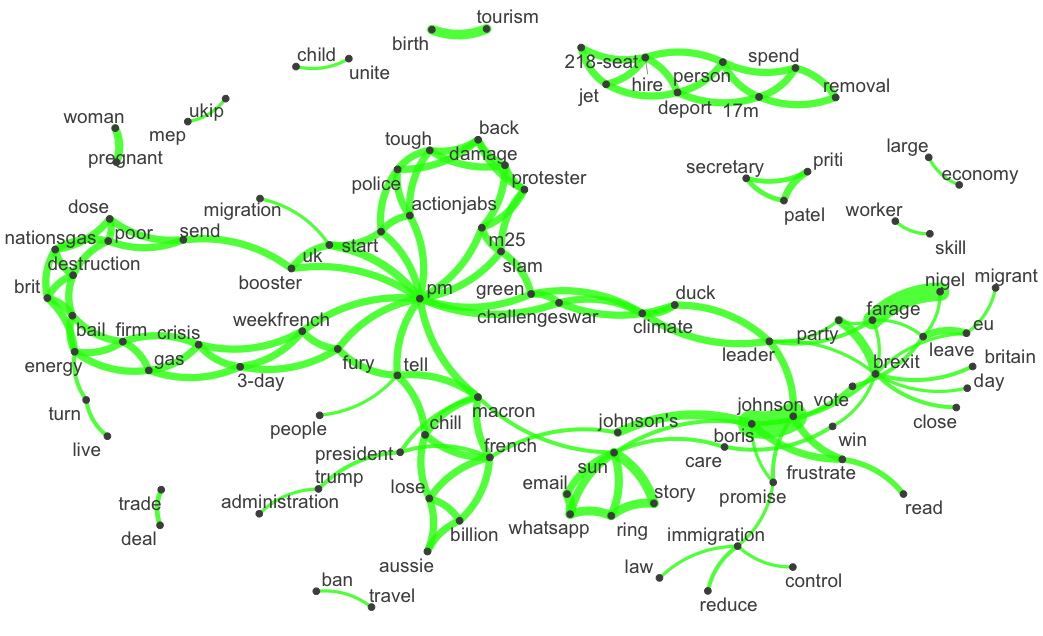 tourism
birth
child
unite
218-seat
spend
person
hire
jet
removal
deport
17m
ukip
mep
woman
pregnant
back
tough
damage
police
protester
secretary
priti
patel
large
economy
worker
skill
dose
migration
actionjabs
nationsgas
poor
send
start
m25
destruction
uk
slam
brit
booster
pm
green
duck
nigel
migrant
farage
weekfrench
challengeswar
climate
party
eu
bail
firm
crisis
leader
leave
energy
gas
fury
tell
brexit
britain
3-day
day
vote
turn
people
macron
johnson's
johnson
close
live
chill
french
boris
win
president
sun
care
frustrate
trump
lose
email
story
promise
administration
read
trade
deal
billion
whatsapp
ring
immigration
aussie
law
control
ban
travel
reduce